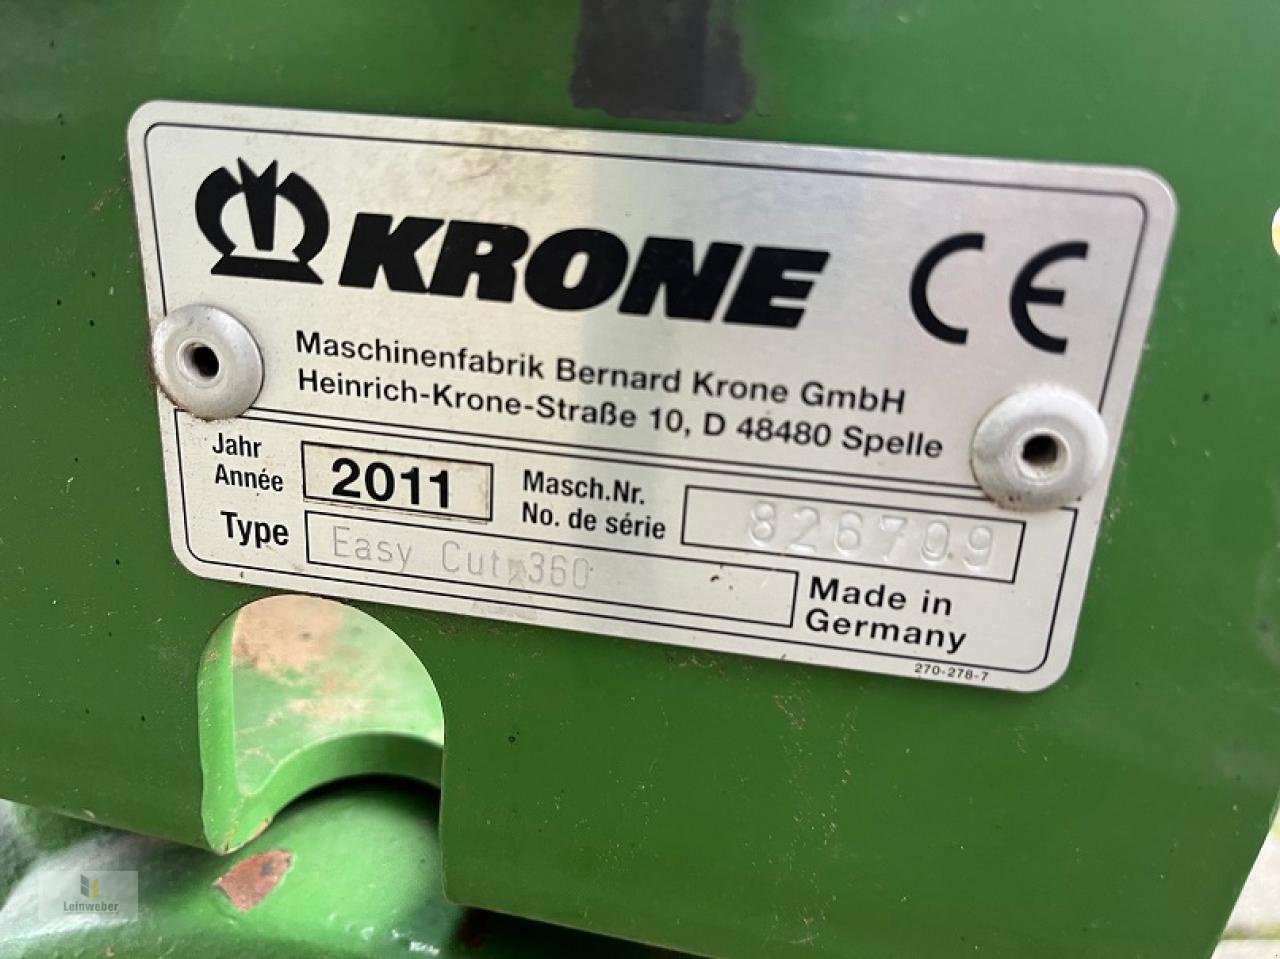 KRONE CE
Maschinenfabrik Bernard Krone GmbH
Heinrich-Krone-Straße 10, D 48480 Spelle
Jahr
Année
2011
Masch.Nr.
No. de série
826709
Type
Easy Cut 360
Made in
Germany
270-278-7
Leinweber